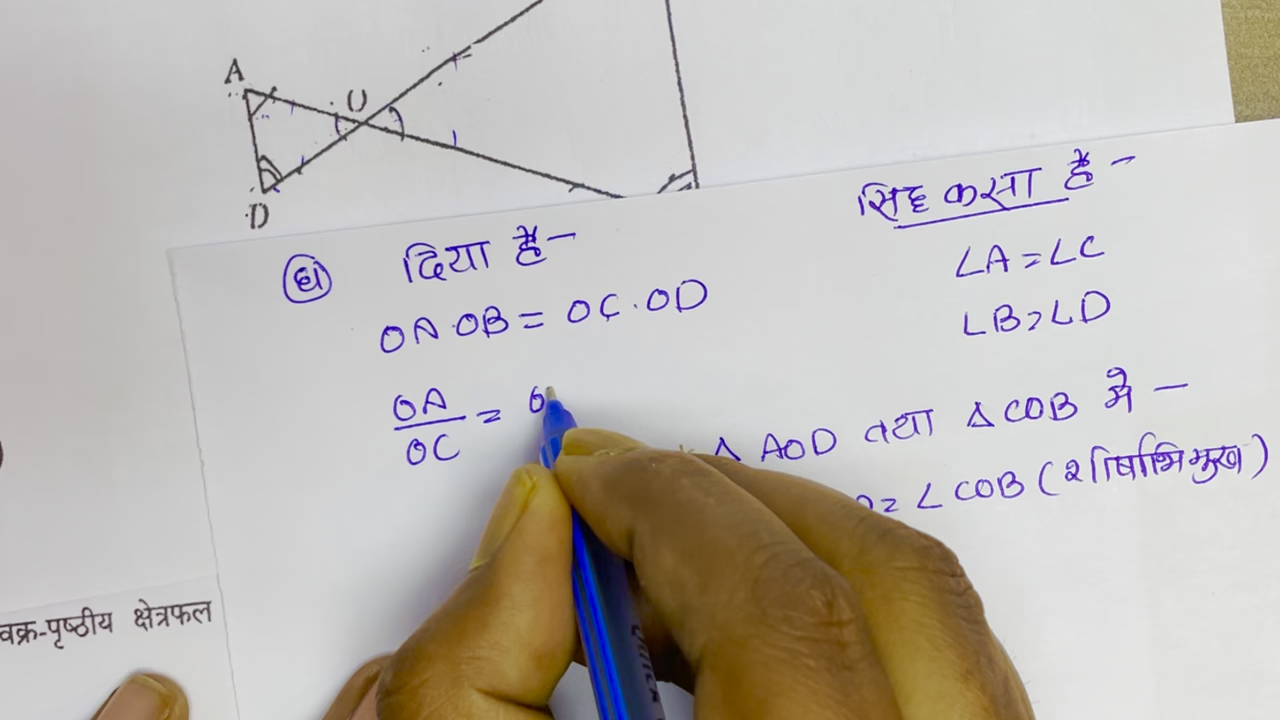 A
O
D
सिद्ध करना है -
घ दिया है -
∠A = ∠C
OA·OB = OC·OD
∠B = ∠D
OA/OC = O
Δ AOD तथा Δ COB में -
= ∠COB (शीर्षाभिमुख)
वक्र-पृष्ठीय क्षेत्रफल